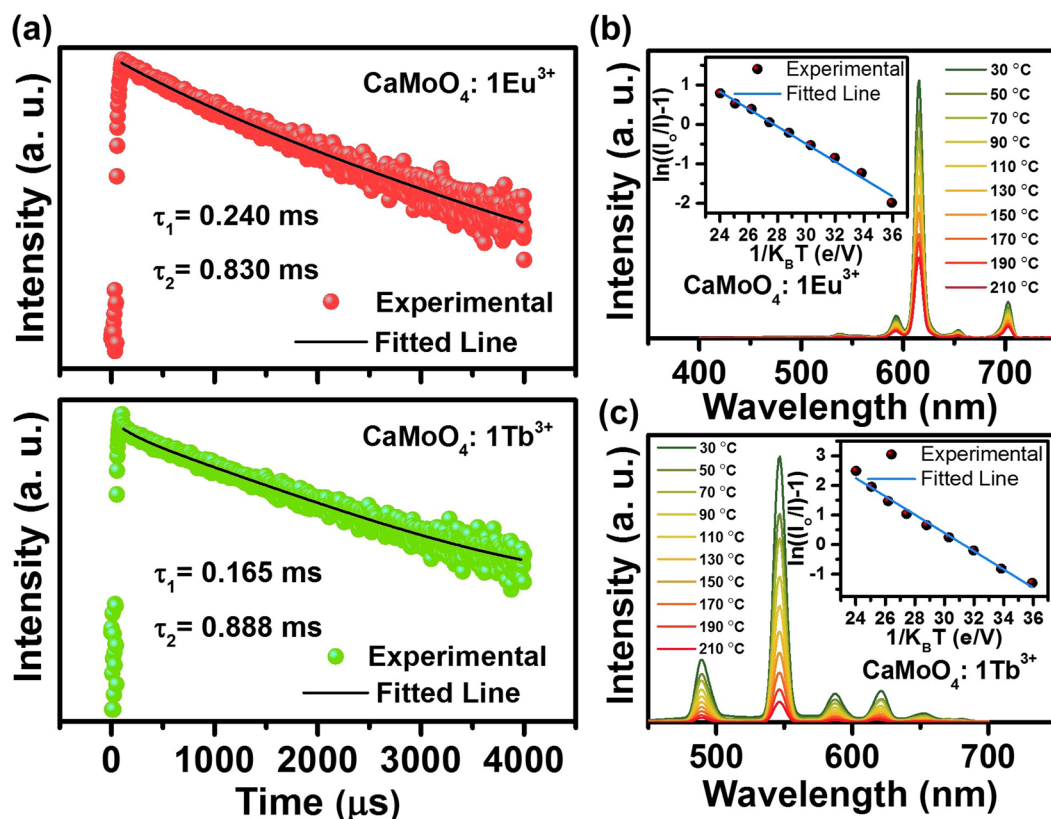 (a)
Intensity (a. u.)
CaMoO₄: 1Eu³⁺
τ₁= 0.240 ms
τ₂= 0.830 ms
Experimental
Fitted Line
Intensity (a. u.)
CaMoO₄: 1Tb³⁺
τ₁= 0.165 ms
τ₂= 0.888 ms
Experimental
Fitted Line
0 1000 2000 3000 4000
Time (μs)
(b)
Intensity (a. u.)
ln((Iₒ/I)-1)
1
0
-1
-2
Experimental
Fitted Line
24 26 28 30 32 34 36
1/K_BT (e/V)
CaMoO₄: 1Eu³⁺
30 °C
50 °C
70 °C
90 °C
110 °C
130 °C
150 °C
170 °C
190 °C
210 °C
400 500 600 700
Wavelength (nm)
(c)
Intensity (a. u.)
30 °C
50 °C
70 °C
90 °C
110 °C
130 °C
150 °C
170 °C
190 °C
210 °C
ln((Iₒ/I)-1)
3
2
1
0
-1
Experimental
Fitted Line
24 26 28 30 32 34 36
1/K_BT (e/V)
CaMoO₄: 1Tb³⁺
500 600 700
Wavelength (nm)